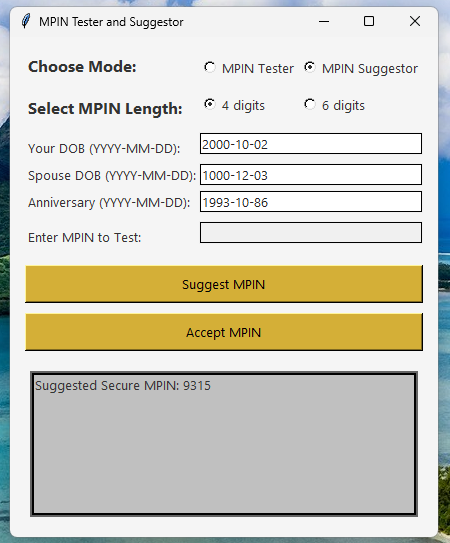 MPIN Tester and Suggestor
Choose Mode: MPIN Tester MPIN Suggestor
Select MPIN Length: 4 digits 6 digits
Your DOB (YYYY-MM-DD): 2000-10-02
Spouse DOB (YYYY-MM-DD): 1000-12-03
Anniversary (YYYY-MM-DD): 1993-10-86
Enter MPIN to Test:
Suggest MPIN
Accept MPIN
Suggested Secure MPIN: 9315